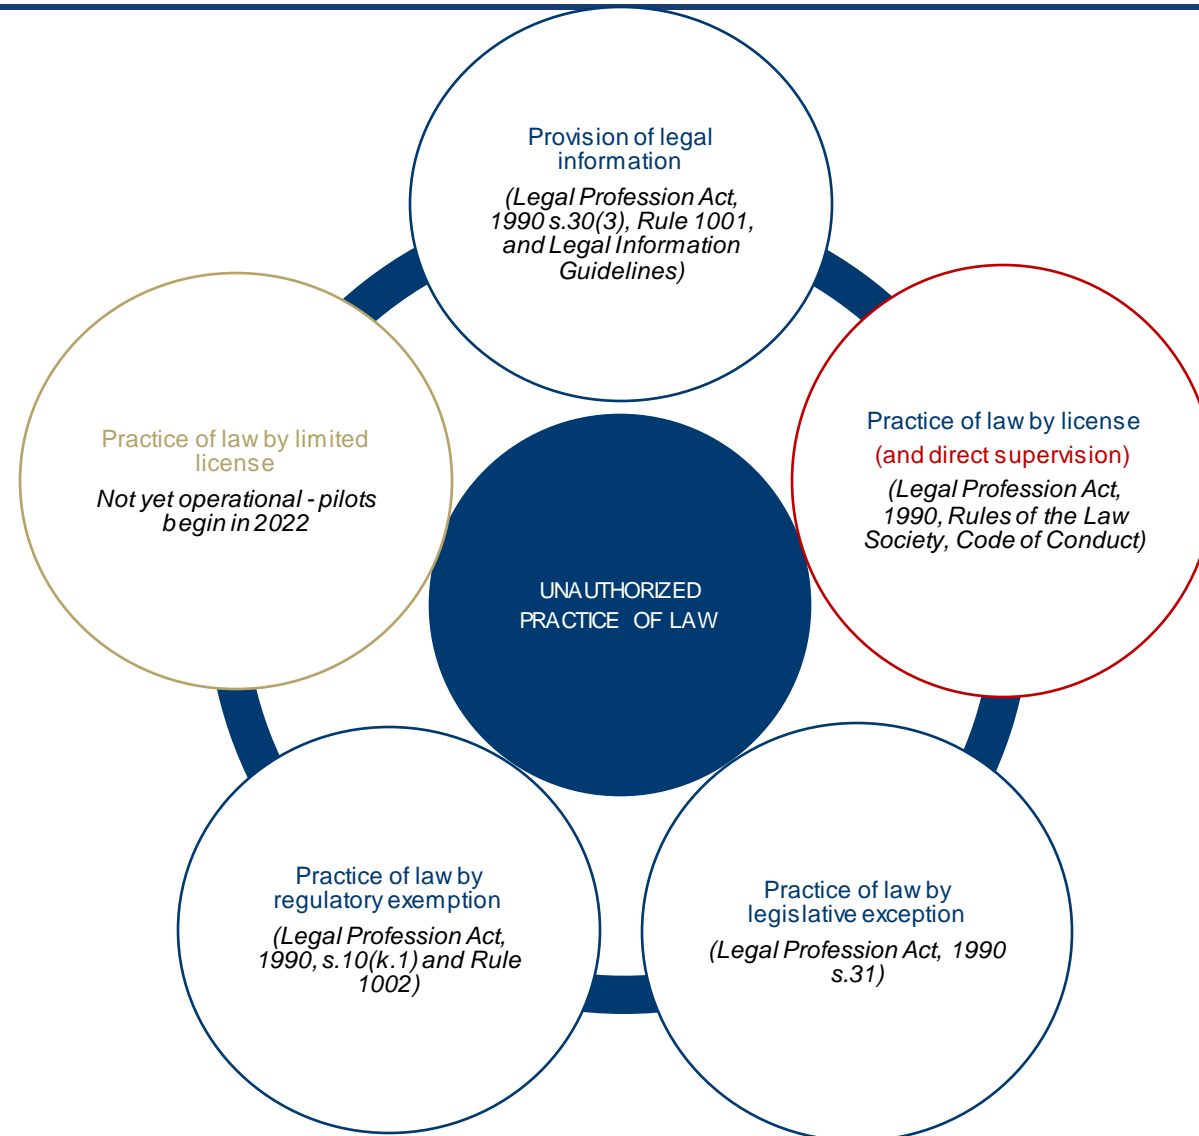 Provision of legal
information
(Legal Profession Act,
1990 s.30(3), Rule 1001,
and Legal Information
Guidelines)
Practice of law by limited
license
Not yet operational - pilots
begin in 2022
Practice of law by license
(and direct supervision)
(Legal Profession Act,
1990, Rules of the Law
Society, Code of Conduct)
UNAUTHORIZED
PRACTICE OF LAW
Practice of law by
regulatory exemption
(Legal Profession Act,
1990, s.10(k.1) and Rule
1002)
Practice of law by
legislative exception
(Legal Profession Act, 1990
s.31)